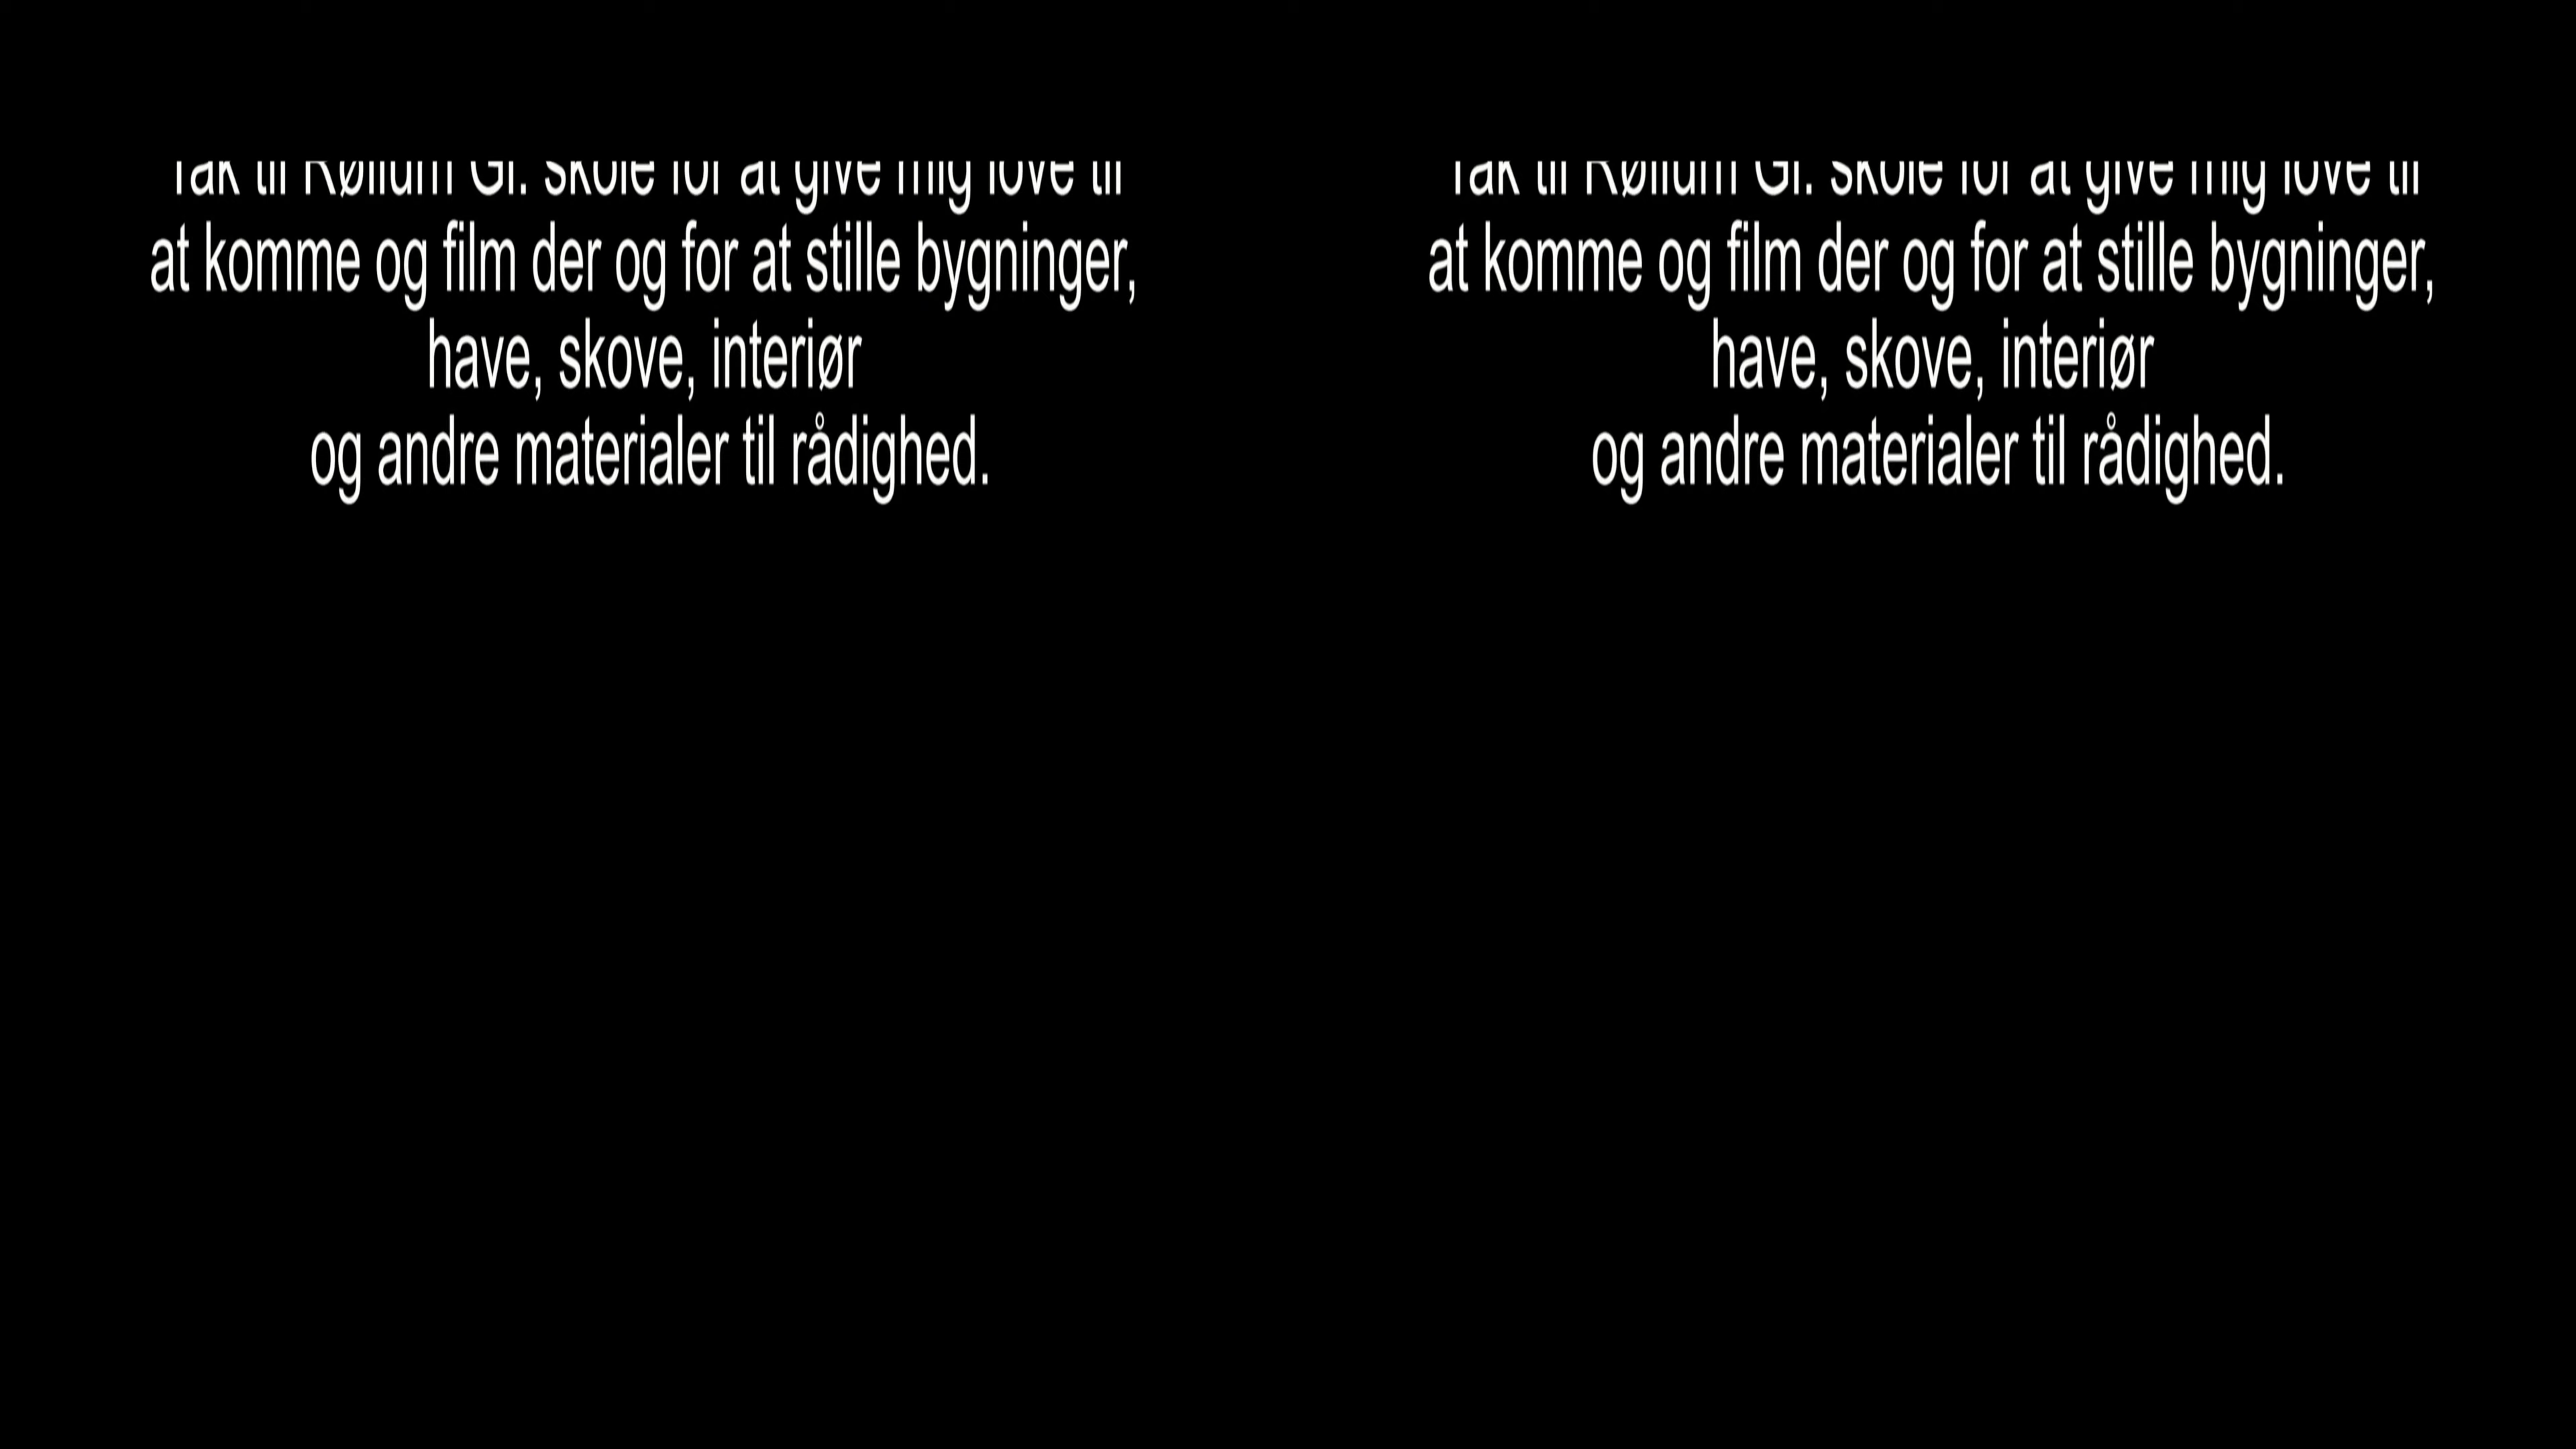 Tak til Gl. skole for at give mig love til
at komme og film der og for at stille bygninger,
have, skove, interiør
og andre materialer til rådighed.
Tak til Gl. skole for at give mig love til
at komme og film der og for at stille bygninger,
have, skove, interiør
og andre materialer til rådighed.